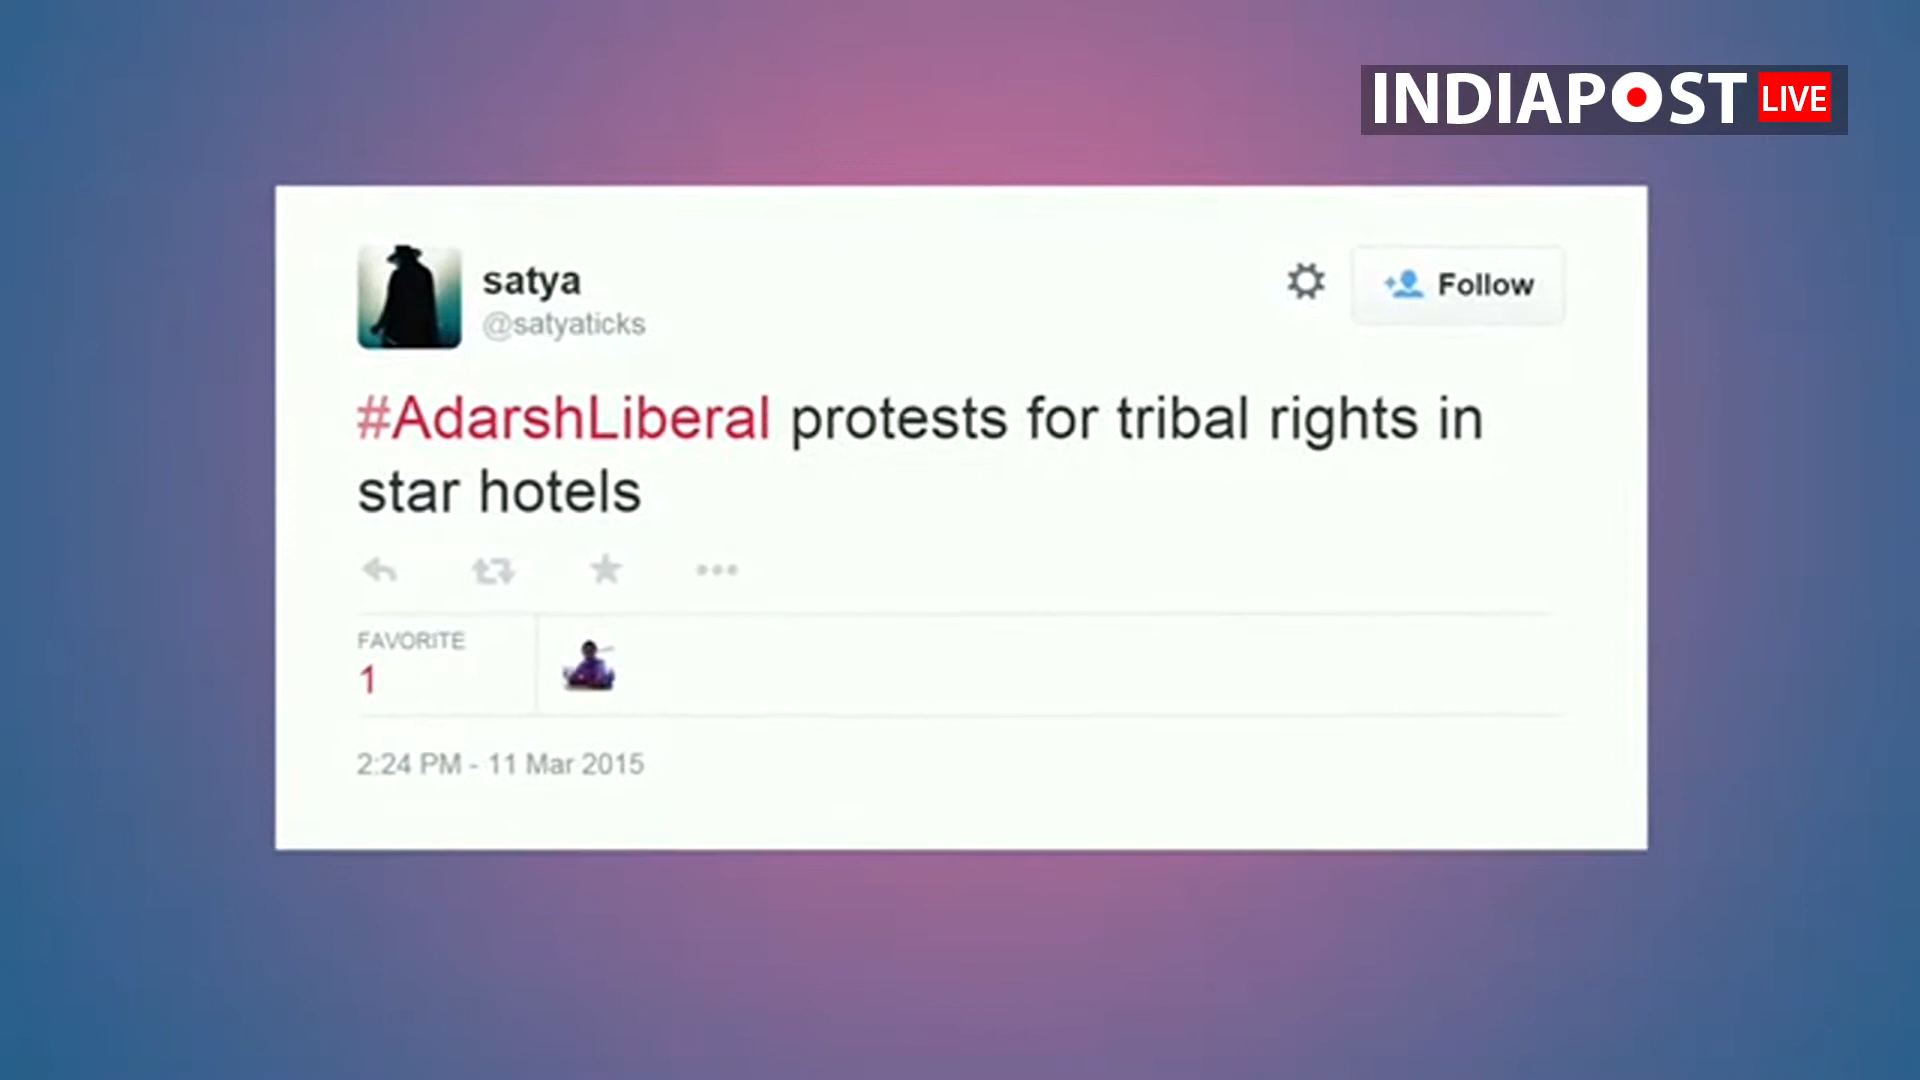 INDIAPOST LIVE
satya
@satyaticks
Follow
#AdarshLiberal protests for tribal rights in
star hotels
FAVORITE
1
2:24 PM - 11 Mar 2015